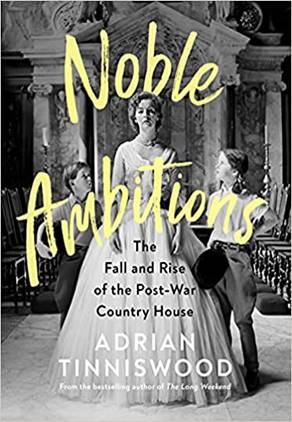 Noble
Ambitions
The
Fall and Rise
of the Post-War
Country House
ADRIAN
TINNISWOOD
From the bestselling author of The Long Weekend